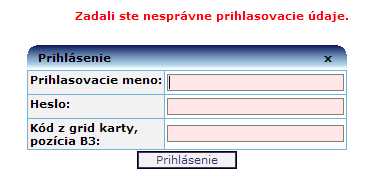 Zadali ste nesprávne prihlasovacie údaje.
Prihlásenie x
Prihlasovacie meno:
Heslo:
Kód z grid karty,
pozícia B3:
Prihlásenie